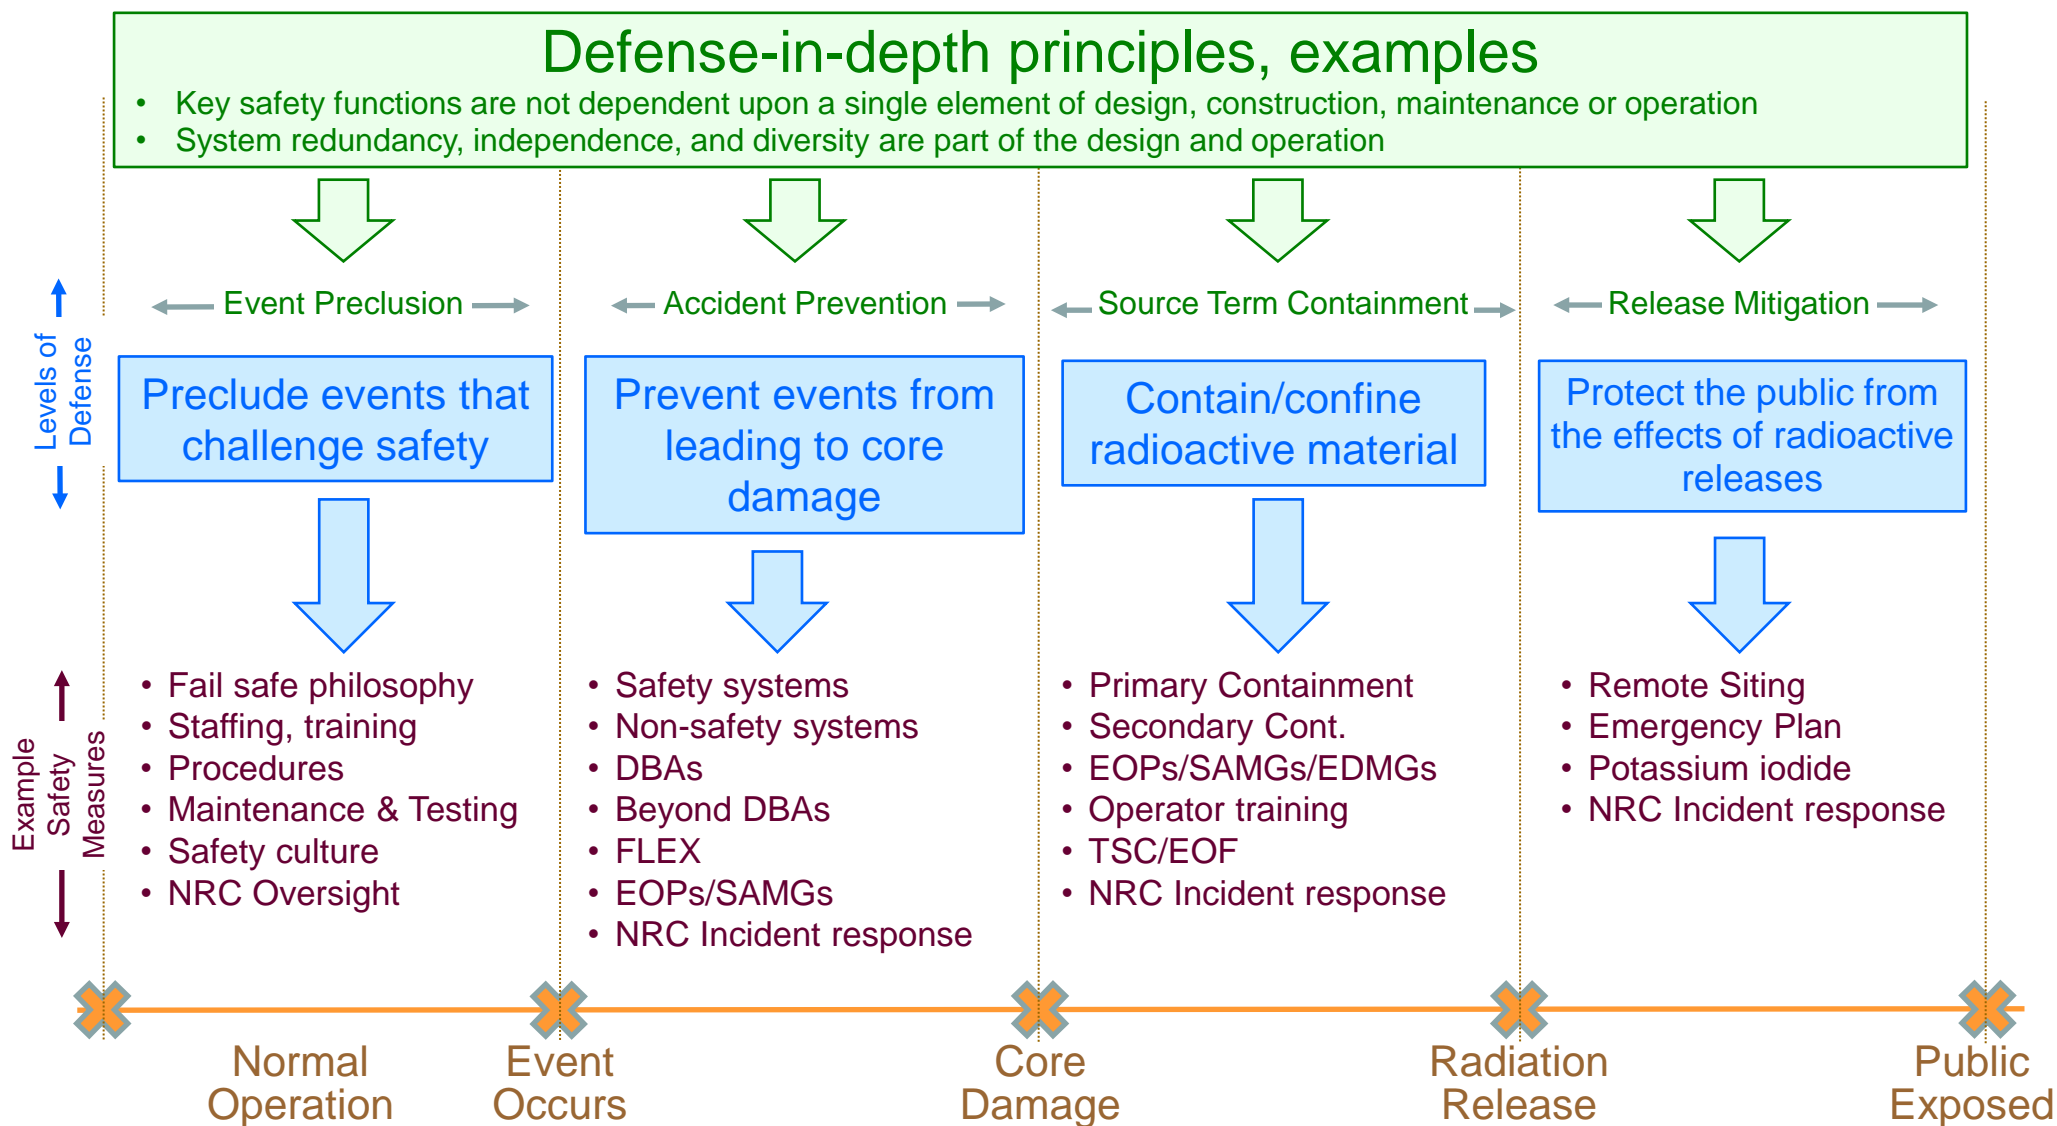 Defense-in-depth principles, examples
• Key safety functions are not dependent upon a single element of design, construction, maintenance or operation
• System redundancy, independence, and diversity are part of the design and operation
Levels of
Defense
Event Preclusion
Accident Prevention
Source Term Containment
Release Mitigation
Preclude events that
challenge safety
Prevent events from
leading to core
damage
Contain/confine
radioactive material
Protect the public from
the effects of radioactive
releases
Example
Safety
Measures
• Fail safe philosophy
• Staffing, training
• Procedures
• Maintenance & Testing
• Safety culture
• NRC Oversight
• Safety systems
• Non-safety systems
• DBAs
• Beyond DBAs
• FLEX
• EOPs/SAMGs
• NRC Incident response
• Primary Containment
• Secondary Cont.
• EOPs/SAMGs/EDMGs
• Operator training
• TSC/EOF
• NRC Incident response
• Remote Siting
• Emergency Plan
• Potassium iodide
• NRC Incident response
Normal
Operation
Event
Occurs
Core
Damage
Radiation
Release
Public
Exposed